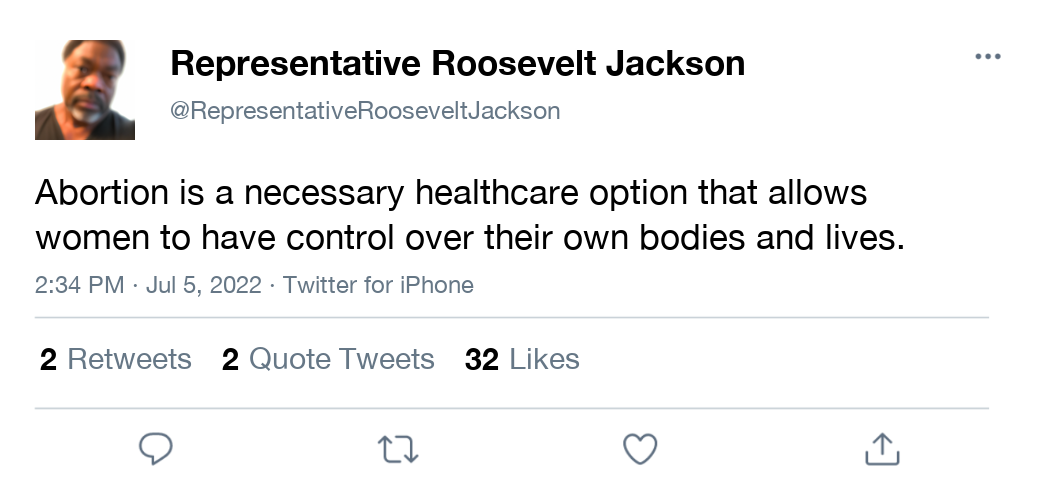 Representative Roosevelt Jackson
@RepresentativeRooseveltJackson
Abortion is a necessary healthcare option that allows
women to have control over their own bodies and lives.
2:34 PM · Jul 5, 2022 · Twitter for iPhone
2 Retweets 2 Quote Tweets 32 Likes